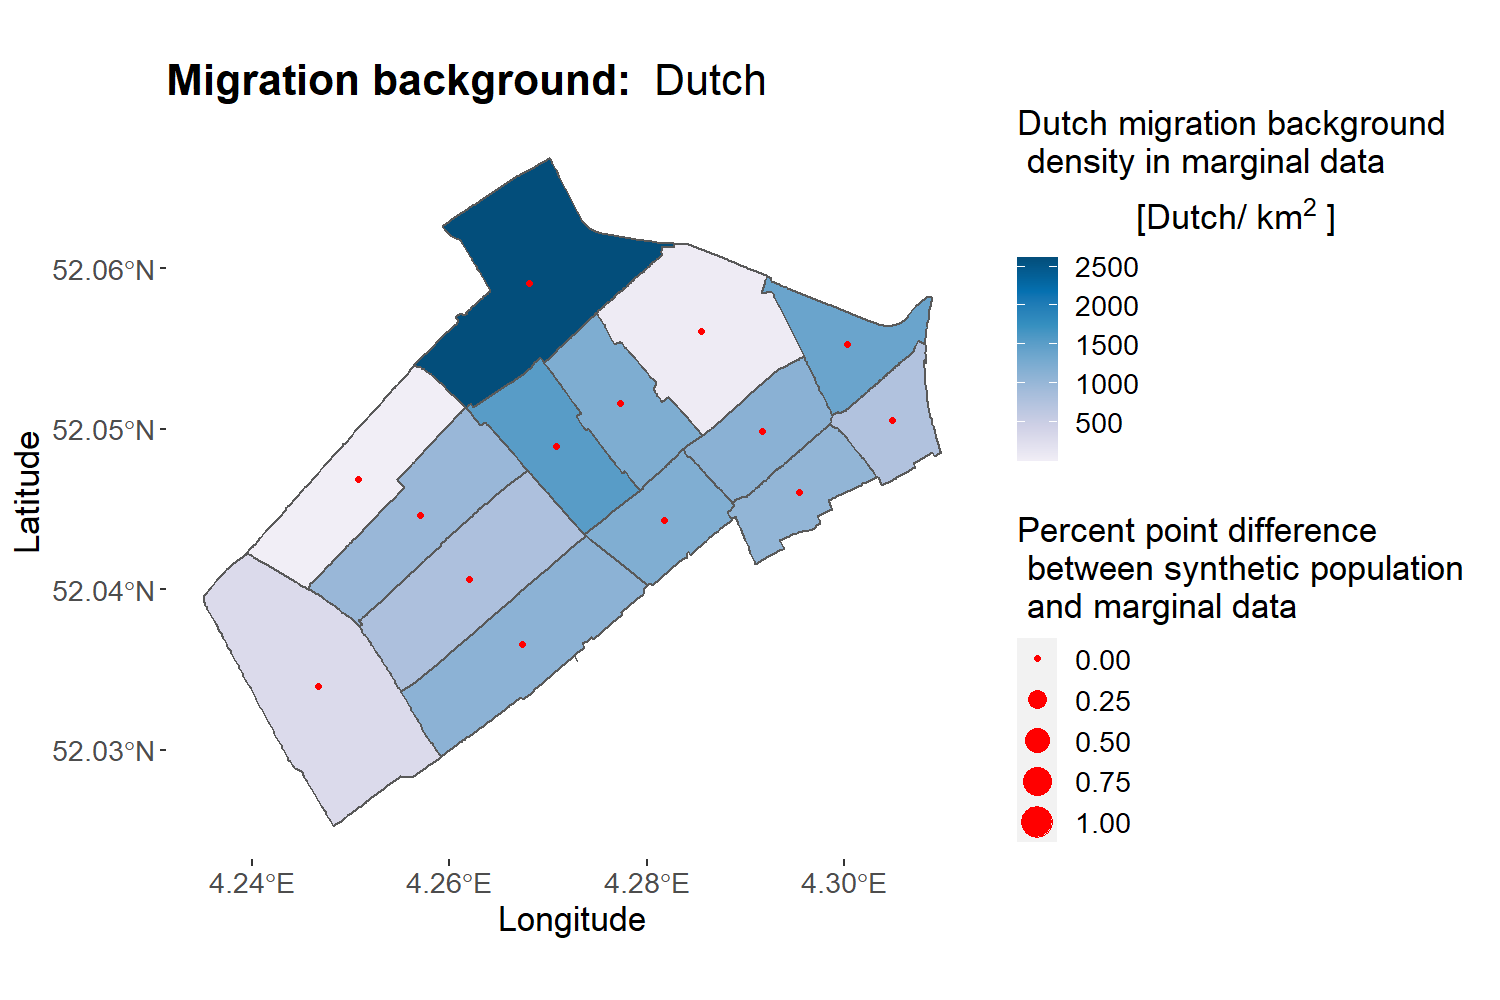 Migration background: Dutch
Dutch migration background
density in marginal data
[Dutch/ km² ]
2500
2000
1500
1000
500
Percent point difference
between synthetic population
and marginal data
0.00
0.25
0.50
0.75
1.00
Latitude
52.06°N
52.05°N
52.04°N
52.03°N
4.24°E 4.26°E 4.28°E 4.30°E
Longitude